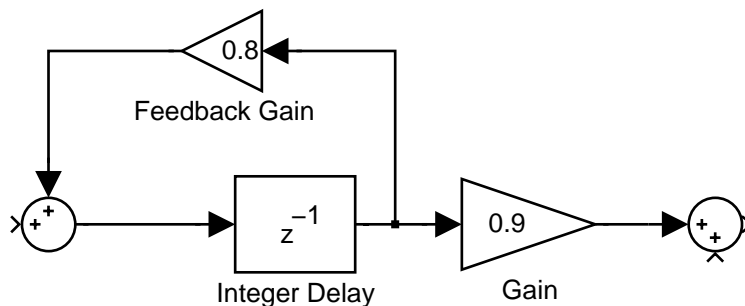 0.8
Feedback Gain
+
+
z⁻¹
0.9
+
+
Integer Delay
Gain